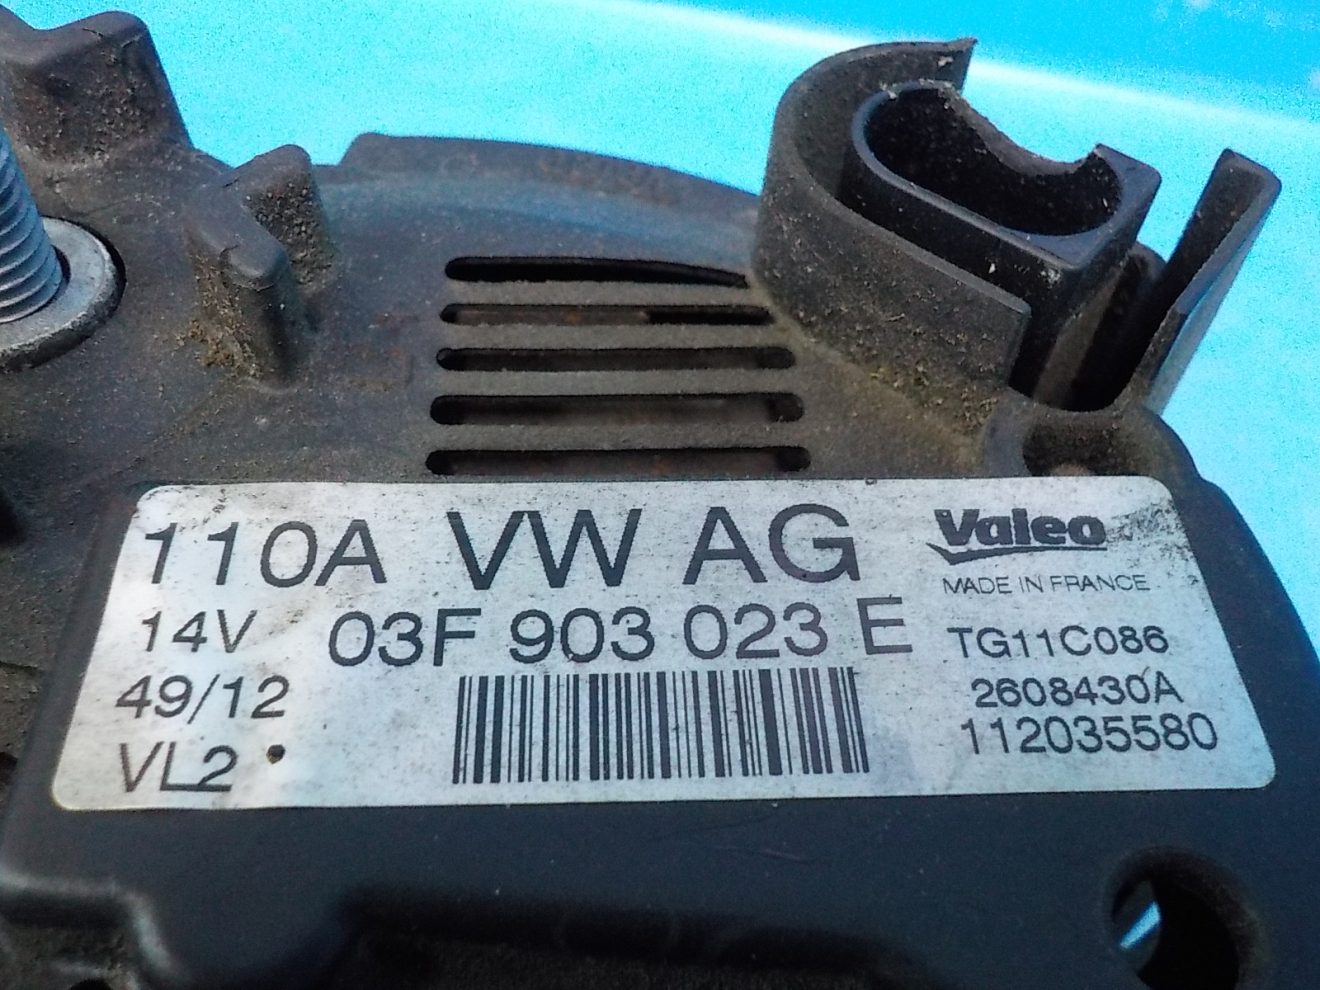 110A VW AG
14V 03F 903 023 E
49/12
VL2
Valeo
MADE IN FRANCE
TG11C086
2608430A
112035580